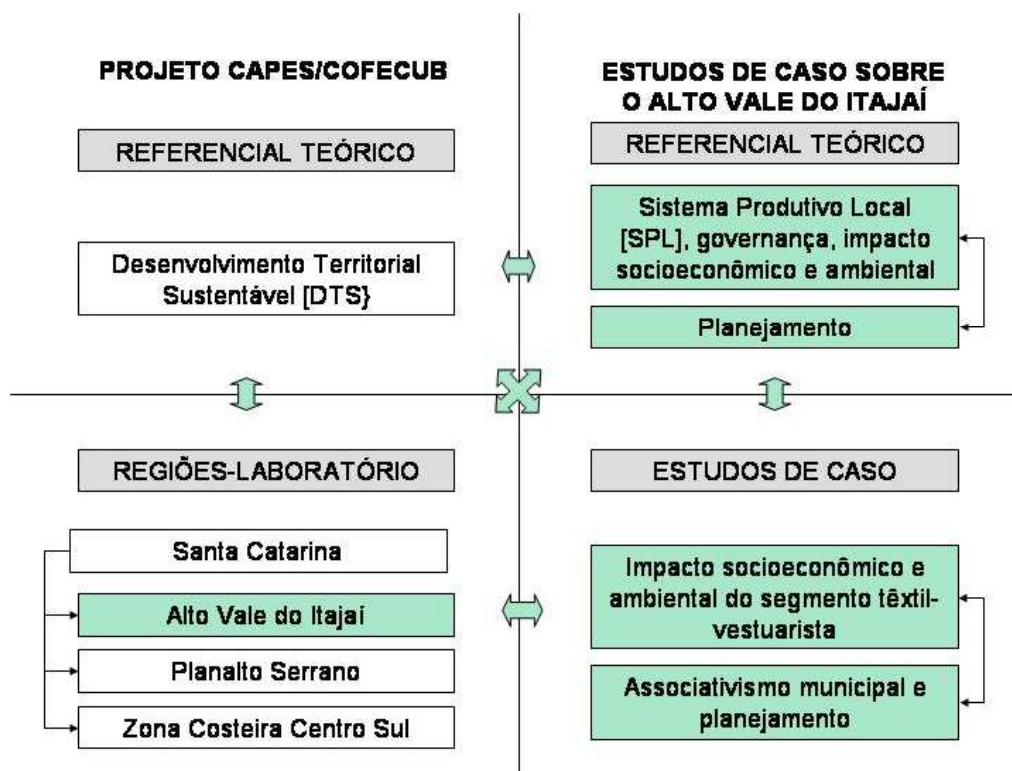 PROJETO CAPES/COFECUB
REFERENCIAL TEÓRICO
Desenvolvimento Territorial
Sustentável [DTS}
ESTUDOS DE CASO SOBRE
O ALTO VALE DO ITAJAÍ
REFERENCIAL TEÓRICO
Sistema Produtivo Local
[SPL], governança, impacto
socioeconômico e ambiental
Planejamento
REGIÕES-LABORATÓRIO
Santa Catarina
Alto Vale do Itajaí
Planalto Serrano
Zona Costeira Centro Sul
ESTUDOS DE CASO
Impacto socioeconômico e
ambiental do segmento têxtil-
vestuarista
Associativismo municipal e
planejamento